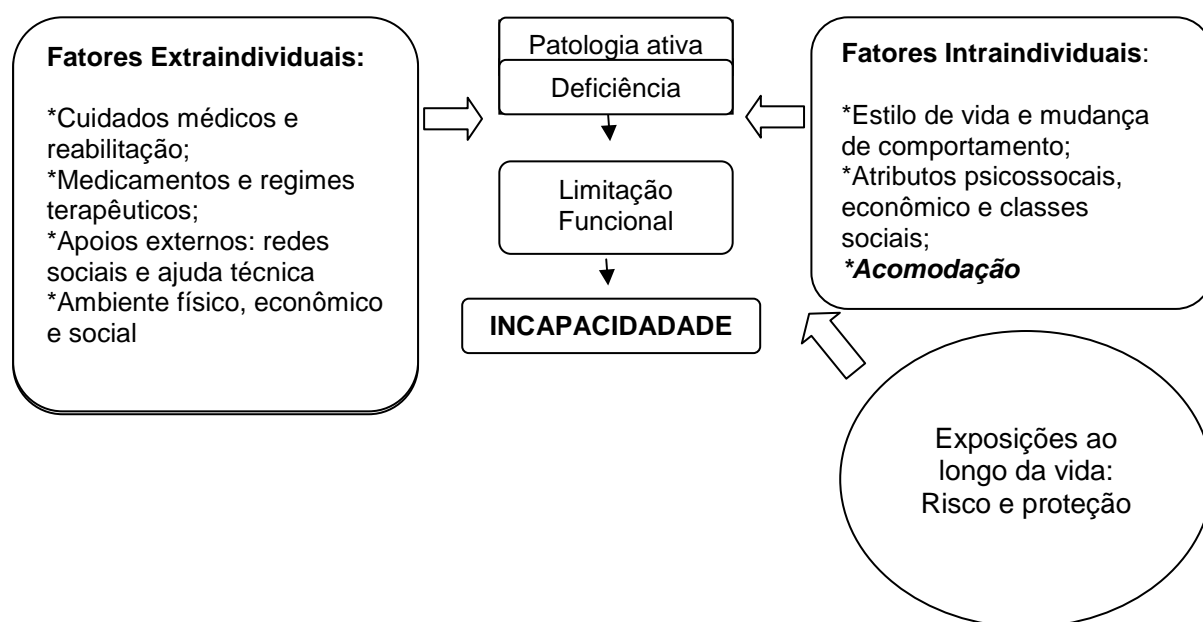 Fatores Extraindividuais:
*Cuidados médicos e
reabilitação;
*Medicamentos e regimes
terapêuticos;
*Apoios externos: redes
sociais e ajuda técnica
*Ambiente físico, econômico
e social
Patologia ativa
Deficiência
Limitação
Funcional
INCAPACIDADADE
Fatores Intraindividuais:
*Estilo de vida e mudança
de comportamento;
*Atributos psicossocais,
econômico e classes
sociais;
*Acomodação
Exposições ao
longo da vida:
Risco e proteção